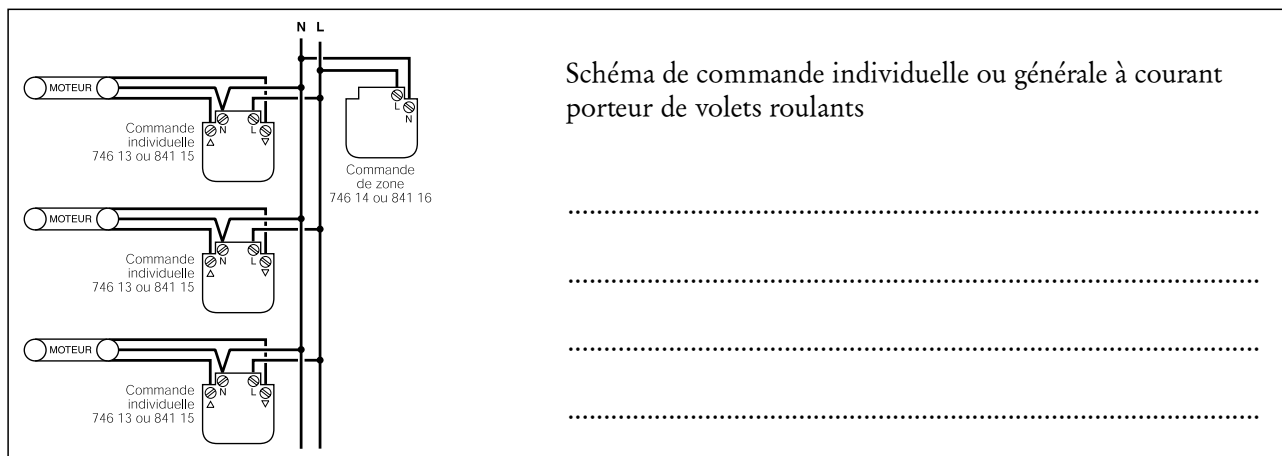 N L
Schéma de commande individuelle ou générale à courant
porteur de volets roulants
MOTEUR
N L
Commande
individuelle
746 13 ou 841 15
L
N
Commande
de zone
746 14 ou 841 16
MOTEUR
N L
Commande
individuelle
746 13 ou 841 15
MOTEUR
N L
Commande
individuelle
746 13 ou 841 15